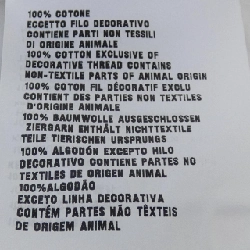 100% COTONE
ECCETTO FILO DECORATIVO
CONTIENE PARTI NON TESSILI
DI ORIGINE ANIMALE
100% COTTON EXCLUSIVE OF
DECORATIVE THREAD CONTAINS
NON-TEXTILE PARTS OF ANIMAL ORIGIN
100% COTON FIL DÉCORATIF EXCLU
CONTIENT DES PARTIES NON TEXTILES
D'ORIGINE ANIMALE
100% BAUMWOLLE AUSGESCHLOSSEN
ZIERGARN ENTHÄLT NICHTTEXTILE
TEILE TIERISCHEN URSPRUNGS
100% ALGODÓN EXCEPTO HILO
DECORATIVO CONTIENE PARTES NO
TEXTILES DE ORIGEN ANIMAL
100%ALGODÃO
EXCETO LINHA DECORATIVA
CONTÉM PARTES NÃO TÊXTEIS
DE ORIGEM ANIMAL